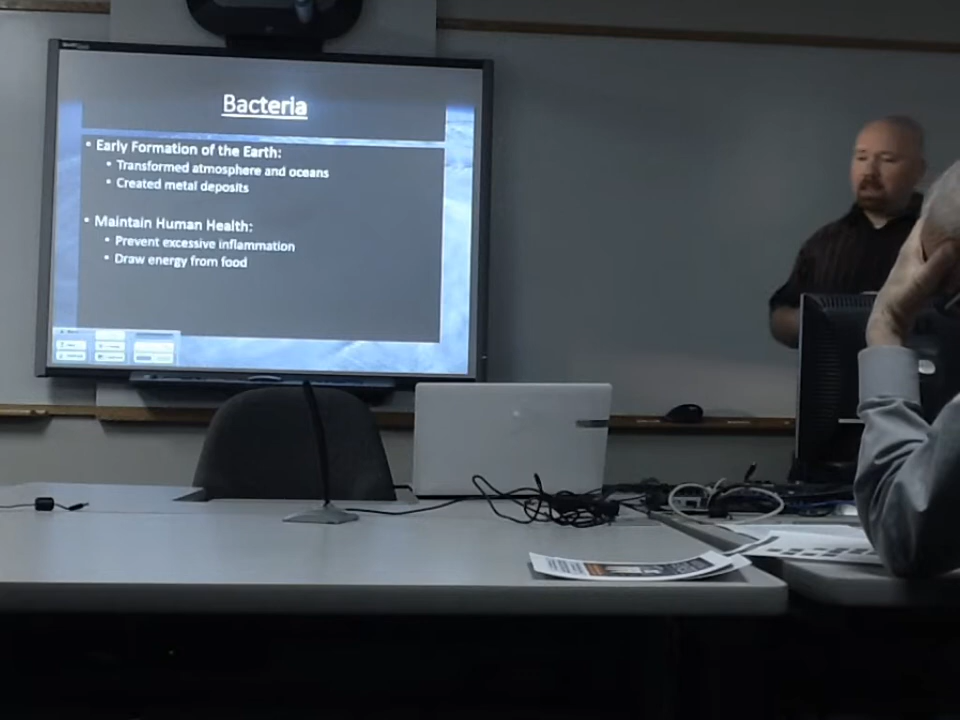 Bacteria
• Early Formation of the Earth:
• Transformed atmosphere and oceans
• Created metal deposits
• Maintain Human Health:
• Prevent excessive inflammation
• Draw energy from food